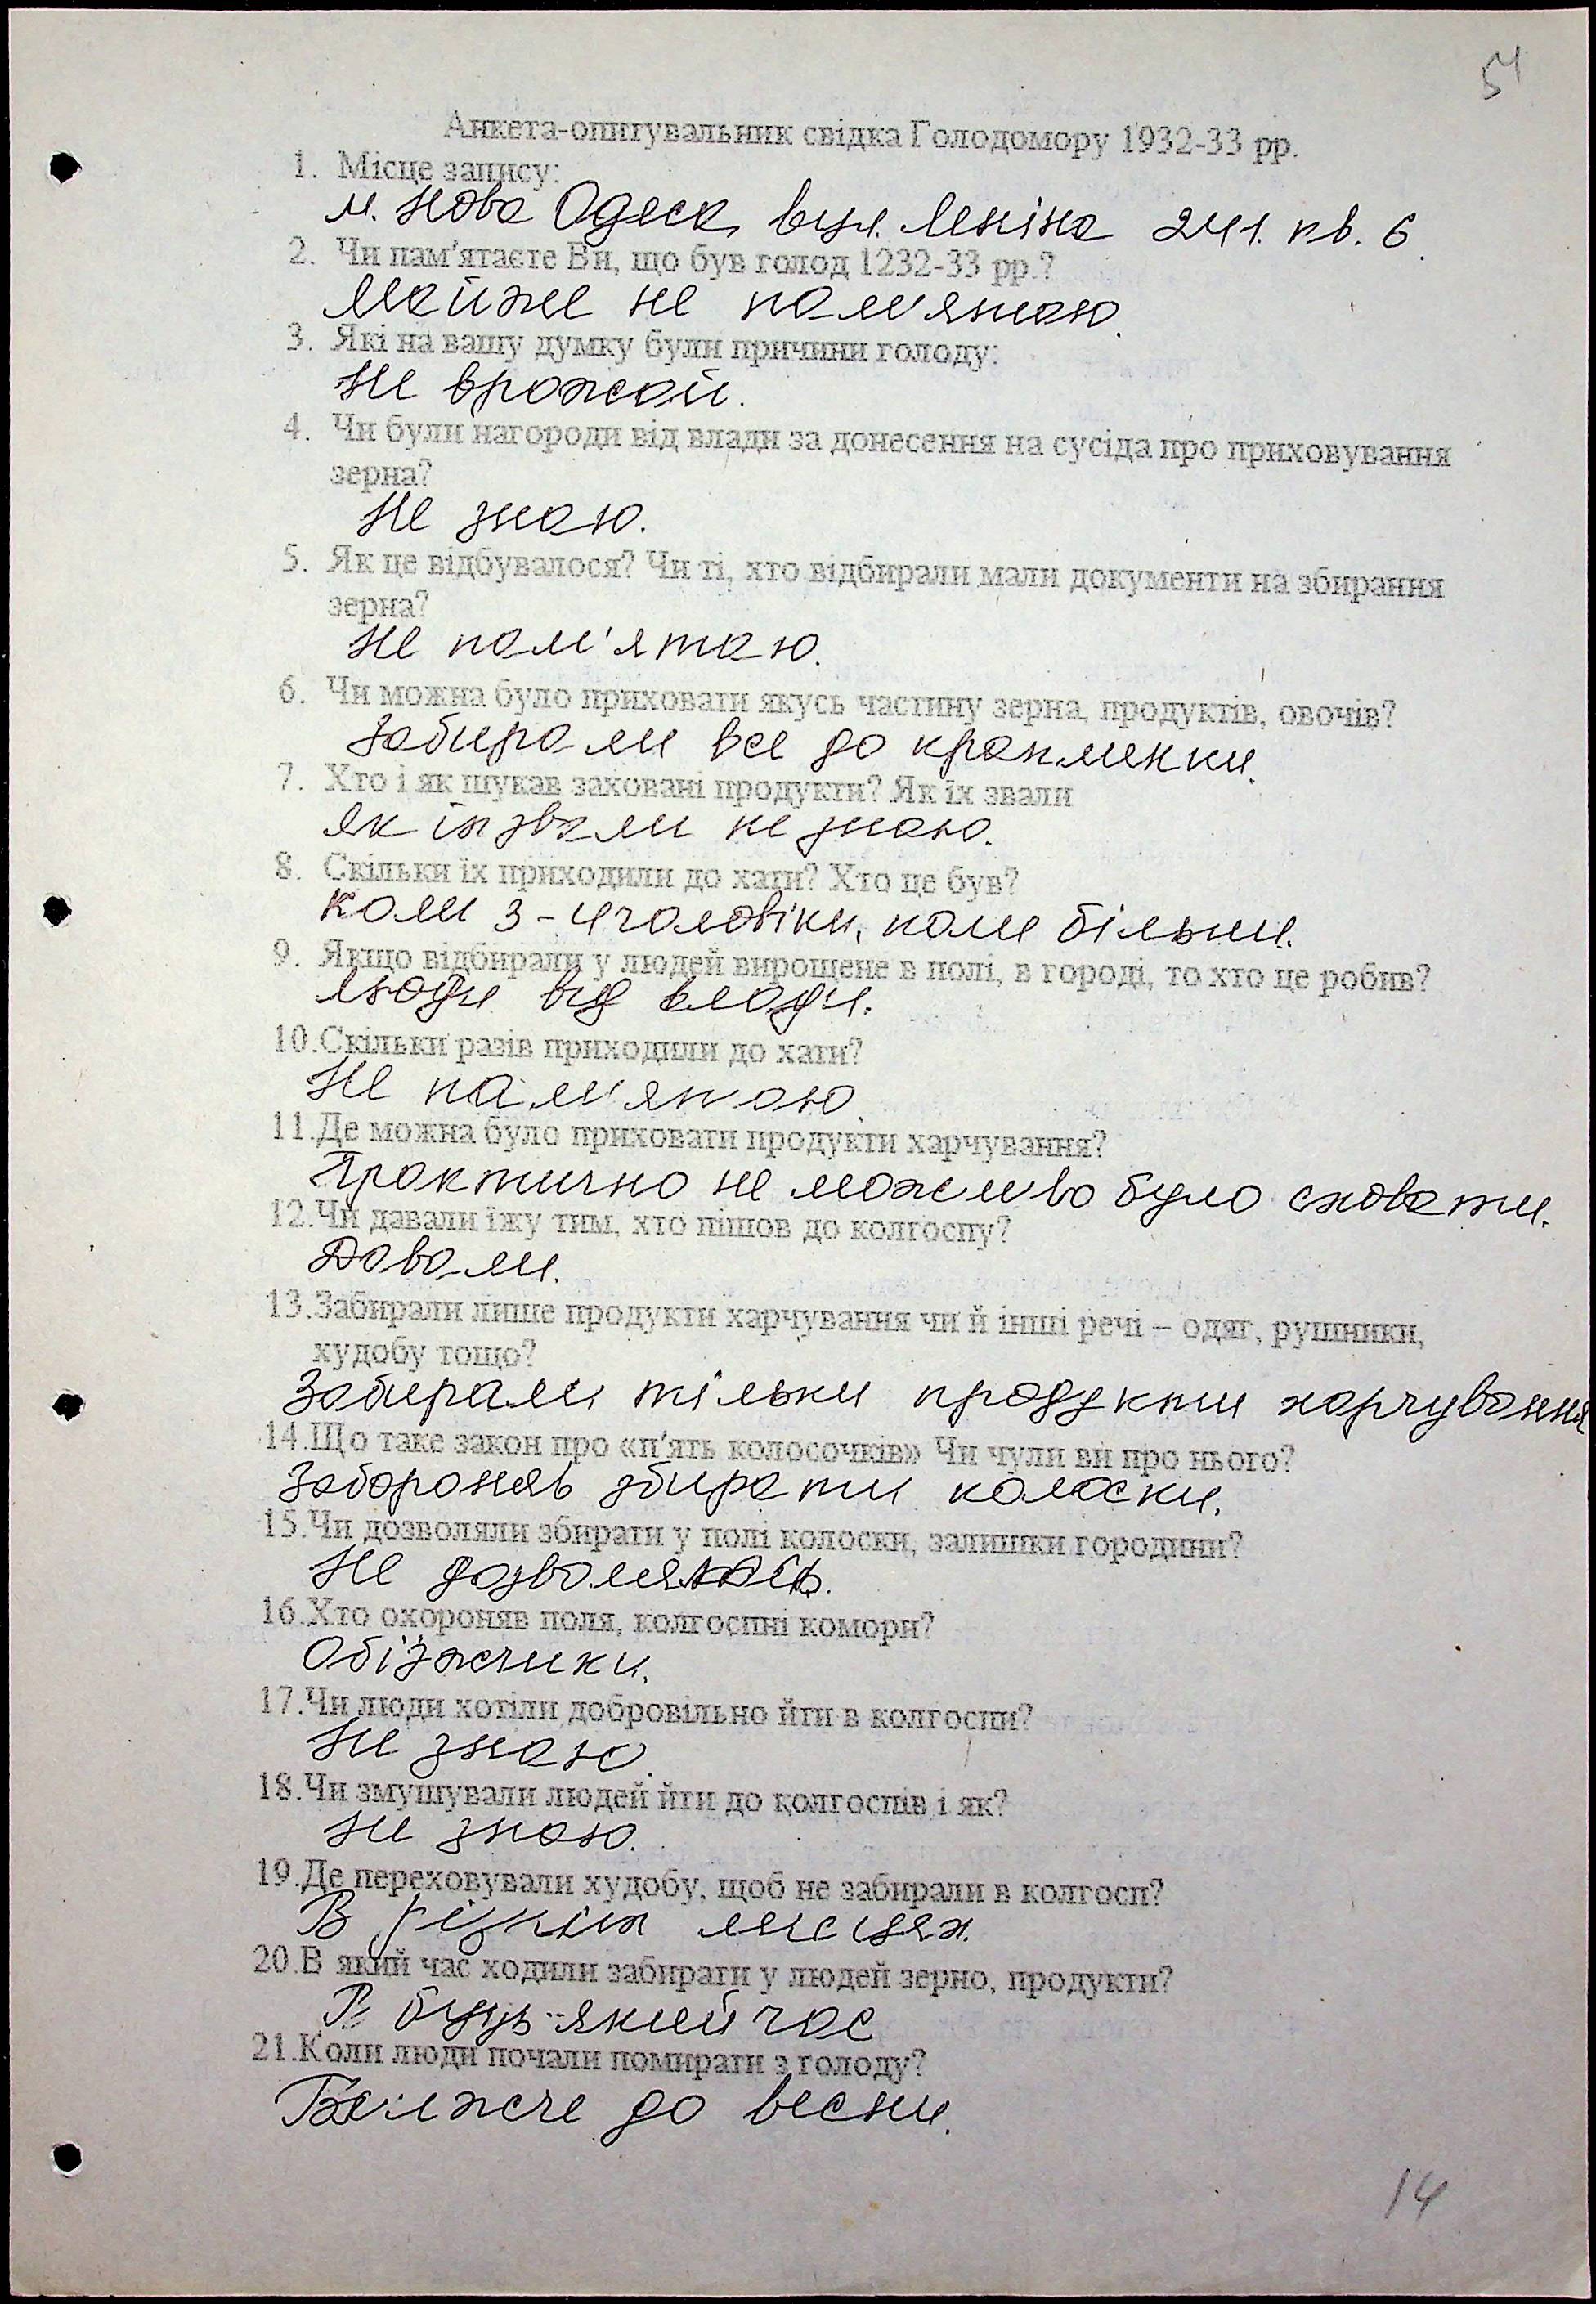 54
Анкета-опитувальник свідка Голодомору 1932-33 рр.
1. Місце запису:
м. Нова Одеса, вул. Леніна 241. кв. 6
2. Чи пам'ятаєте Ви, що був голод 1232-33 рр.?
Майже не пам'ятаю.
3. Які на вашу думку були причини голоду:
Не врожай.
4. Чи були нагороди від влади за донесення на сусіда про приховування
зерна?
Не знаю.
5. Як це відбувалося? Чи ті, хто відбирали мали документи на збирання
зерна?
Не пам'ятаю.
6. Чи можна було приховати якусь частину зерна, продуктів, овочів?
Забирали все до краплинки.
7. Хто і як шукав заховані продукти? Як їх звали
Як їх звали не знаю.
8. Скільки їх приходили до хати? Хто це був?
Коли 3-4 чоловіки, коли більше.
9. Якщо відбирали у людей вирощене в полі, в городі, то хто це робив?
Люди від влади.
10.Скільки разів приходили до хати?
Не пам'ятаю.
11.Де можна було приховати продукти харчування?
Практично не можливо було сховати.
12.Чи давали їжу тим, хто пішов до колгоспу?
Давали.
13.Забирали лише продукти харчування чи й інші речі – одяг, рушники,
худобу тощо?
Забирали тільки продукти харчування
14.Що таке закон про «п'ять колосочків» Чи чули ви про нього?
Забороняв збирати колоски.
15.Чи дозволяли збирати у полі колоски, залишки городини?
Не дозволялось.
16.Хто охороняв поля, колгоспні комори?
Обїзжчики.
17.Чи люди хотіли добровільно йти в колгоспи?
Не знаю.
18.Чи змушували людей йти до колгоспів і як?
Не знаю.
19.Де переховували худобу, щоб не забирали в колгосп?
В різних місцях.
20.В який час ходили забирати у людей зерно, продукти?
В будь-який час
21.Коли люди почали помирати з голоду?
Ближче до весни.
14